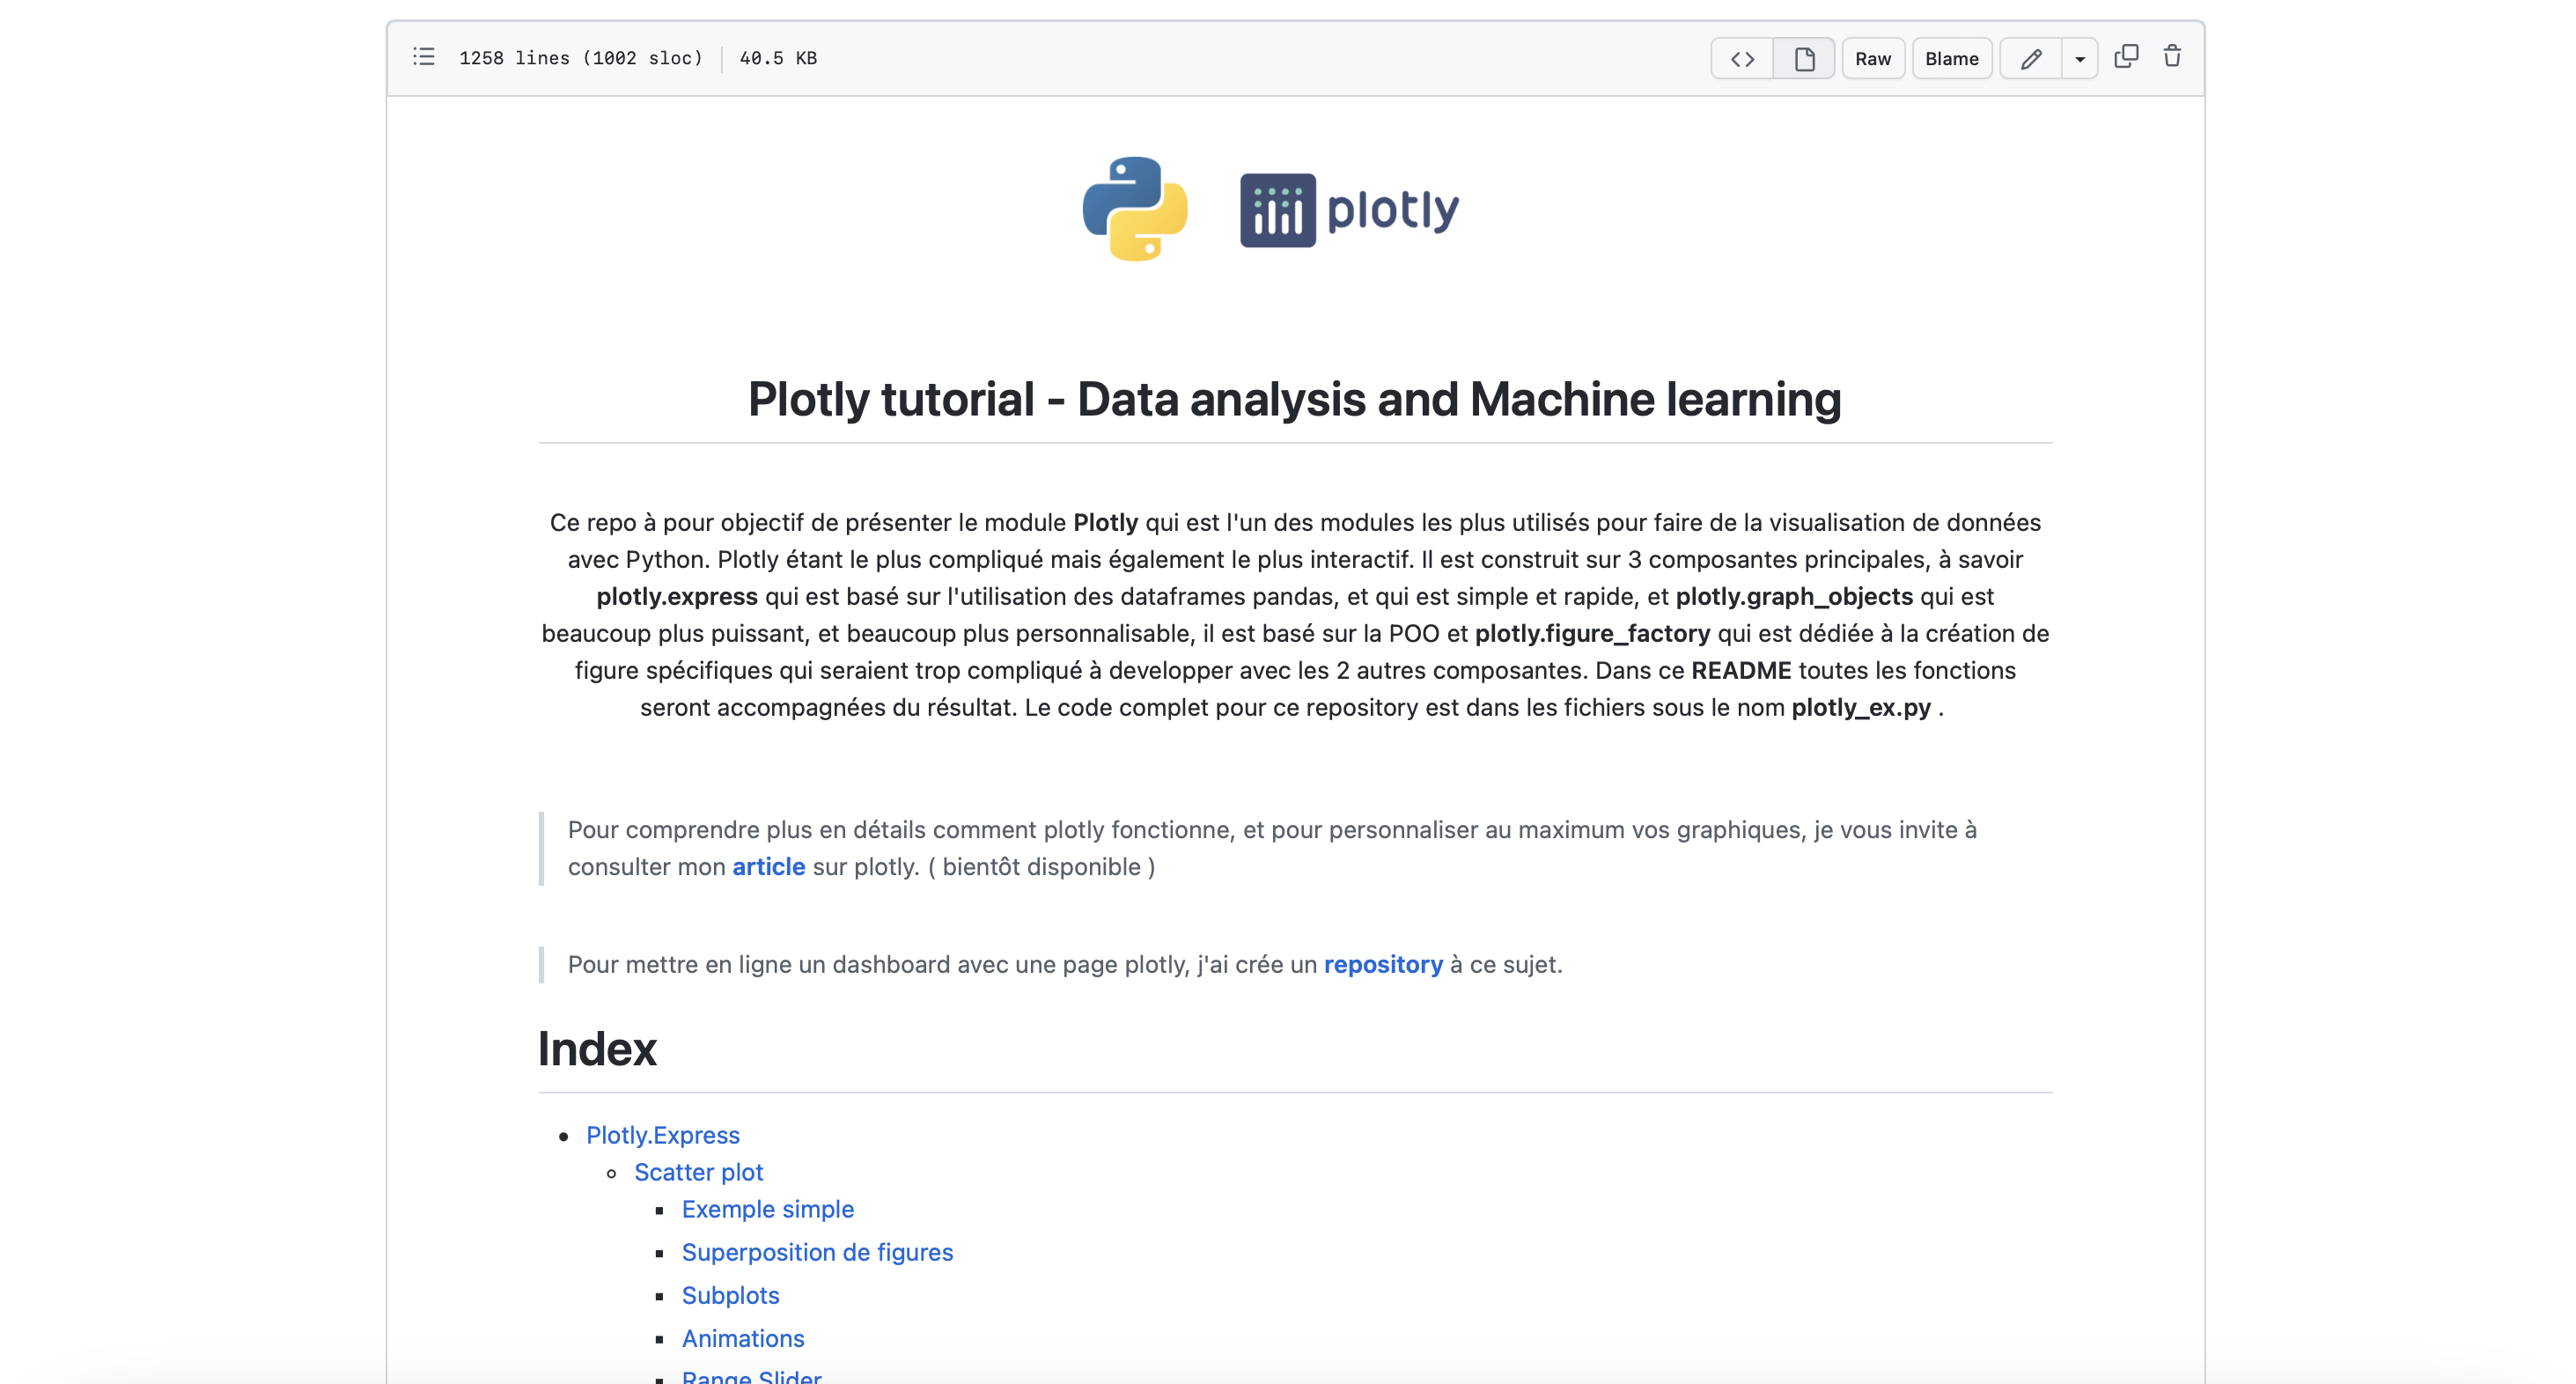 1258 lines (1002 sloc) 40.5 KB
Raw Blame
plotly
Plotly tutorial - Data analysis and Machine learning
Ce repo à pour objectif de présenter le module Plotly qui est l'un des modules les plus utilisés pour faire de la visualisation de données
avec Python. Plotly étant le plus compliqué mais également le plus interactif. Il est construit sur 3 composantes principales, à savoir
plotly.express qui est basé sur l'utilisation des dataframes pandas, et qui est simple et rapide, et plotly.graph_objects qui est
beaucoup plus puissant, et beaucoup plus personnalisable, il est basé sur la POO et plotly.figure_factory qui est dédiée à la création de
figure spécifiques qui seraient trop compliqué à developper avec les 2 autres composantes. Dans ce README toutes les fonctions
seront accompagnées du résultat. Le code complet pour ce repository est dans les fichiers sous le nom plotly_ex.py .
Pour comprendre plus en détails comment plotly fonctionne, et pour personnaliser au maximum vos graphiques, je vous invite à
consulter mon article sur plotly. ( bientôt disponible )
Pour mettre en ligne un dashboard avec une page plotly, j'ai crée un repository à ce sujet.
Index
Plotly.Express
Scatter plot
Exemple simple
Superposition de figures
Subplots
Animations
Range Slider